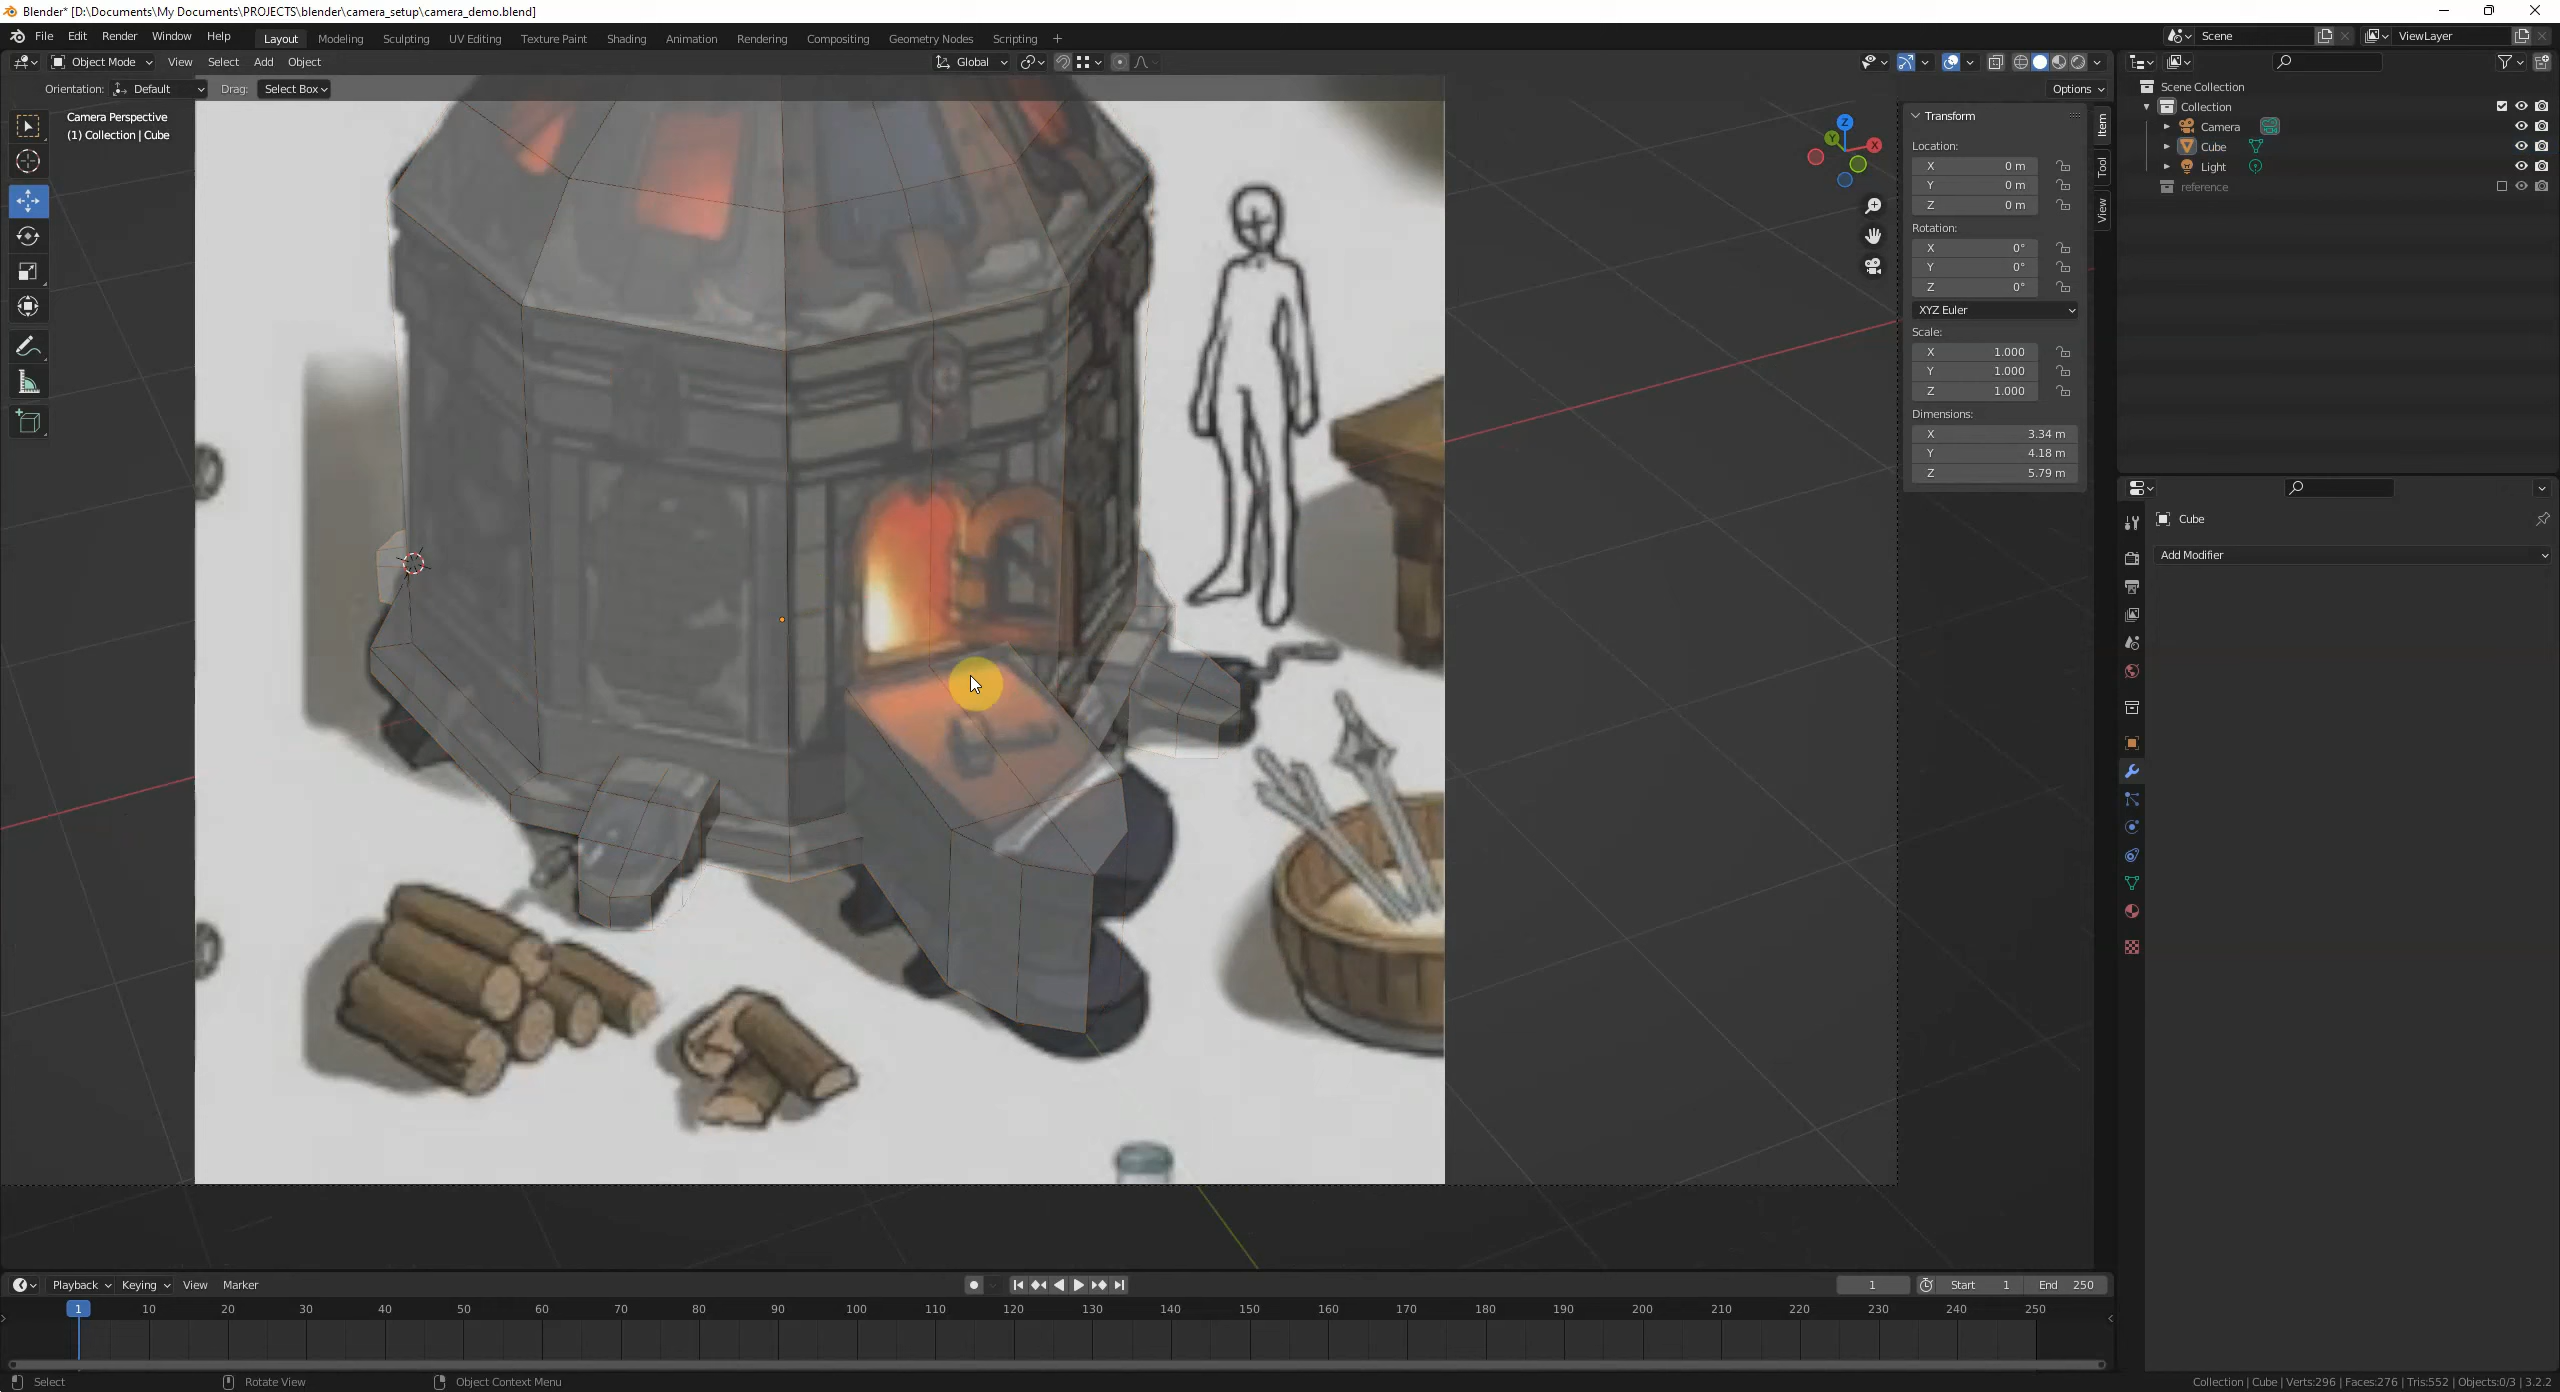 Blender* [D:\Documents\My Documents\PROJECTS\blender\camera_setup\camera_demo.blend]
File Edit Render Window Help Layout Modeling Sculpting UV Editing Texture Paint Shading Animation Rendering Compositing Geometry Nodes Scripting + Scene ViewLayer
Object Mode View Select Add Object Global
Orientation: Default Drag: Select Box Options
Camera Perspective
(1) Collection | Cube
Z
Y
X
Transform
Location:
X 0 m
Y 0 m
Z 0 m
Rotation:
X 0°
Y 0°
Z 0°
XYZ Euler
Scale:
X 1.000
Y 1.000
Z 1.000
Dimensions:
X 3.34 m
Y 4.18 m
Z 5.79 m
Item
Tool
View
Scene Collection
Collection
Camera
Cube
Light
reference
Cube
Add Modifier
Playback Keying View Marker 1 Start 1 End 250
1 10 20 30 40 50 60 70 80 90 100 110 120 130 140 150 160 170 180 190 200 210 220 230 240 250
Select Rotate View Object Context Menu Collection | Cube | Verts:296 | Faces:276 | Tris:552 | Objects:0/3 | 3.2.2